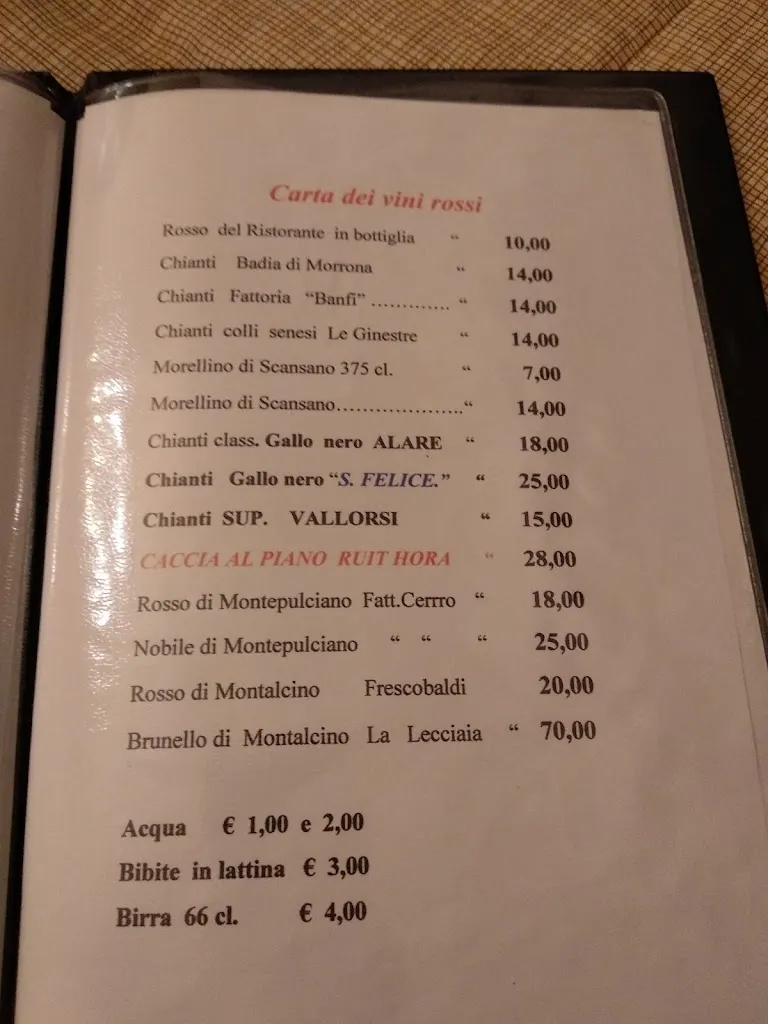 Carta dei vini rossi
Rosso del Ristorante in bottiglia “ 10,00
Chianti Badia di Morrona “ 14,00
Chianti Fattoria “Banfi” ............. “ 14,00
Chianti colli senesi Le Ginestre “ 14,00
Morellino di Scansano 375 cl. “ 7,00
Morellino di Scansano....................“ 14,00
Chianti class. Gallo nero ALARE “ 18,00
Chianti Gallo nero “S. FELICE.” “ 25,00
Chianti SUP. VALLORSI “ 15,00
CACCIA AL PIANO RUIT HORA “ 28,00
Rosso di Montepulciano Fatt.Cerrro “ 18,00
Nobile di Montepulciano “ “ “ 25,00
Rosso di Montalcino Frescobaldi 20,00
Brunello di Montalcino La Lecciaia “ 70,00
Acqua € 1,00 e 2,00
Bibite in lattina € 3,00
Birra 66 cl. € 4,00